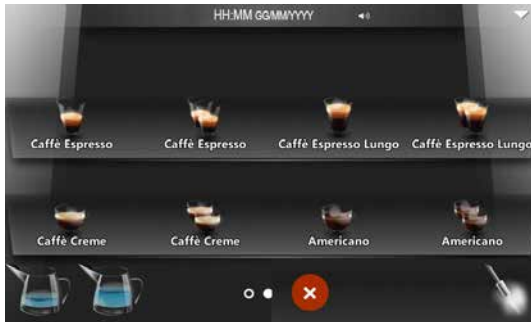 HH:MM GG/MM/YYYY
Caffè Espresso
Caffè Espresso
Caffè Espresso Lungo
Caffè Espresso Lungo
Caffè Creme
Caffè Creme
Americano
Americano